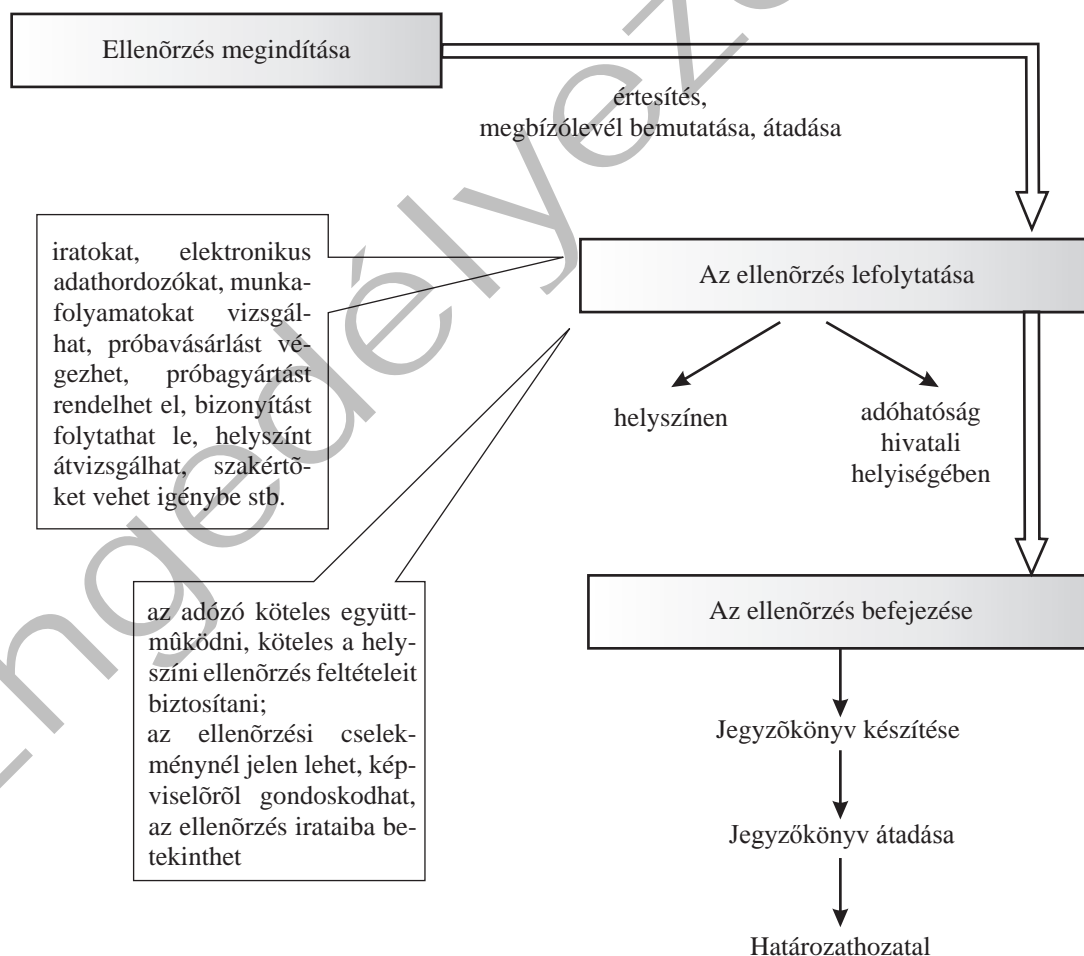 Ellenõrzés megindítása
értesítés,
megbízólevél bemutatása, átadása
iratokat, elektronikus
adathordozókat, munka-
folyamatokat vizsgál-
hat, próbavásárlást vé-
gezhet, próbagyártást
rendelhet el, bizonyítást
folytathat le, helyszínt
átvizsgálhat, szakértõ-
ket vehet igénybe stb.
Az ellenõrzés lefolytatása
helyszínen
adóhatóság
hivatali
helyiségében
az adózó köteles együtt-
mûködni, köteles a hely-
színi ellenõrzés feltételeit
biztosítani;
az ellenõrzési cselek-
ménynél jelen lehet, kép-
viselõrõl gondoskodhat,
az ellenõrzés irataiba be-
tekinthet
Az ellenõrzés befejezése
Jegyzõkönyv készítése
Jegyzőkönyv átadása
Határozathozatal
engedélyez